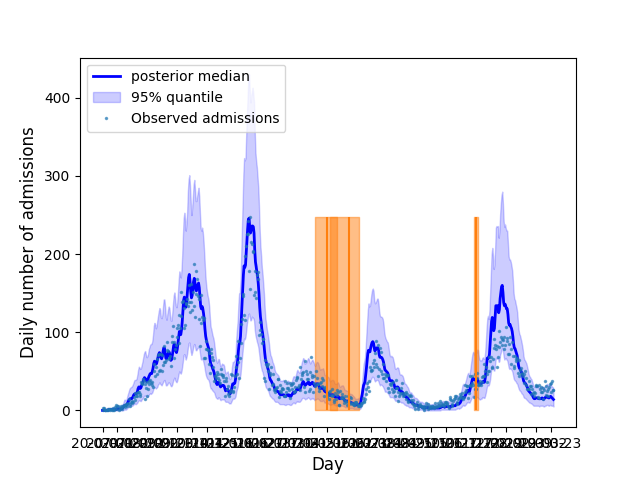 posterior median
95% quantile
Observed admissions
400
300
200
100
0
Daily number of admissions
Day